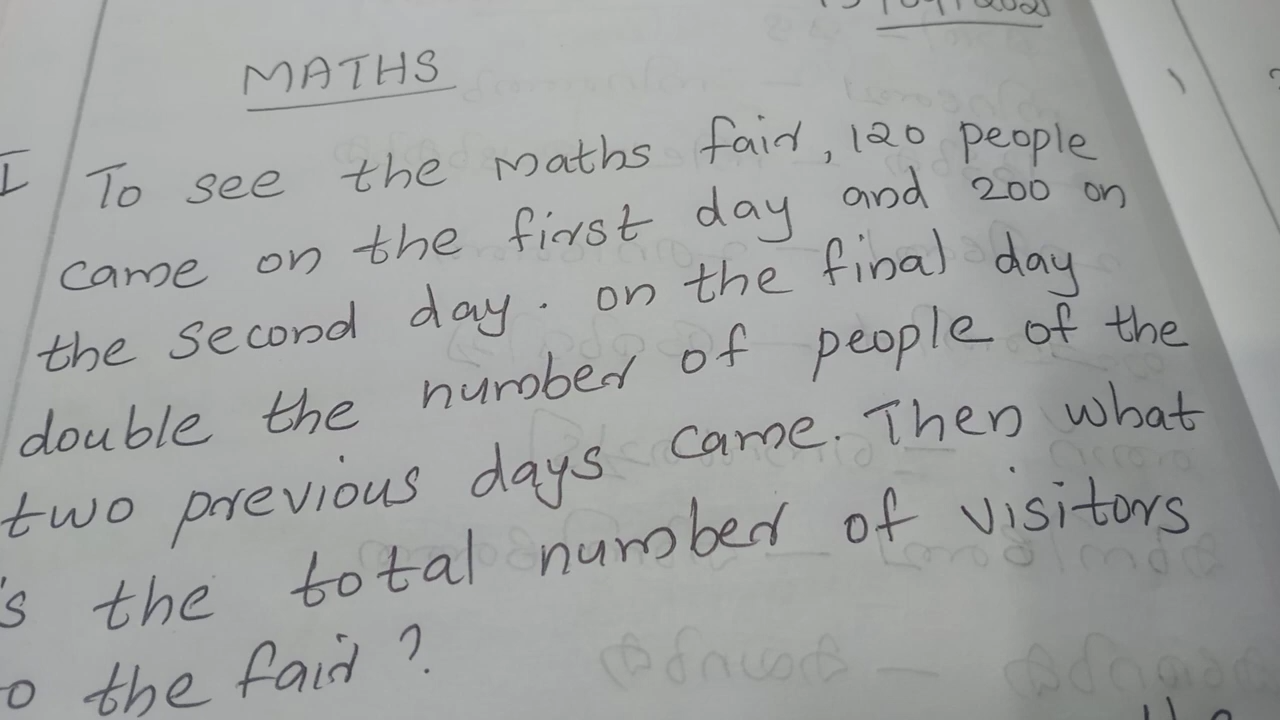 MATHS
I To see the maths fair, 120 people
came on the first day and 200 on
the second day. on the final day
double the number of people of the
two previous days came. Then what
's the total number of visitors
o the fair ?